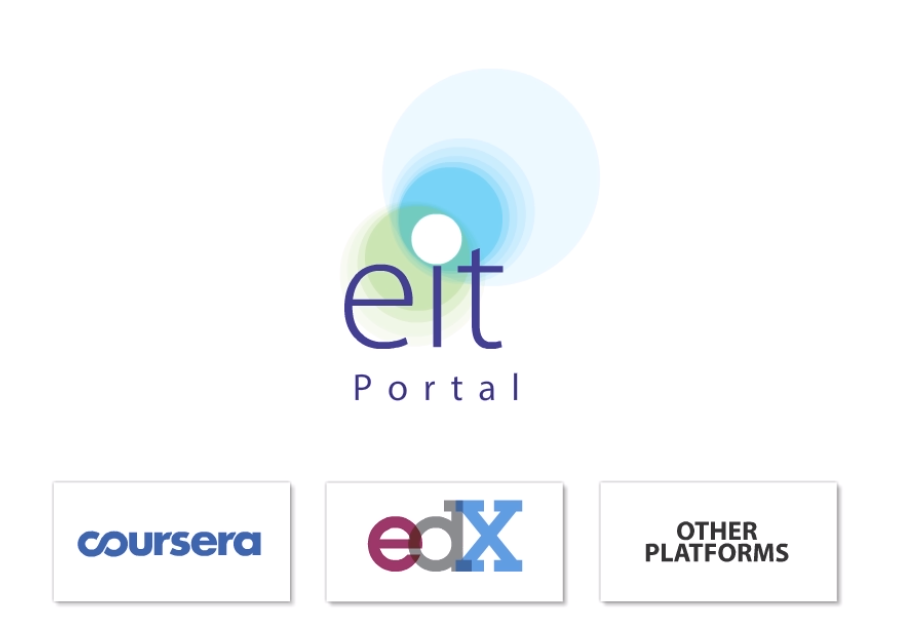 eit
Portal
coursera
edX
OTHER
PLATFORMS